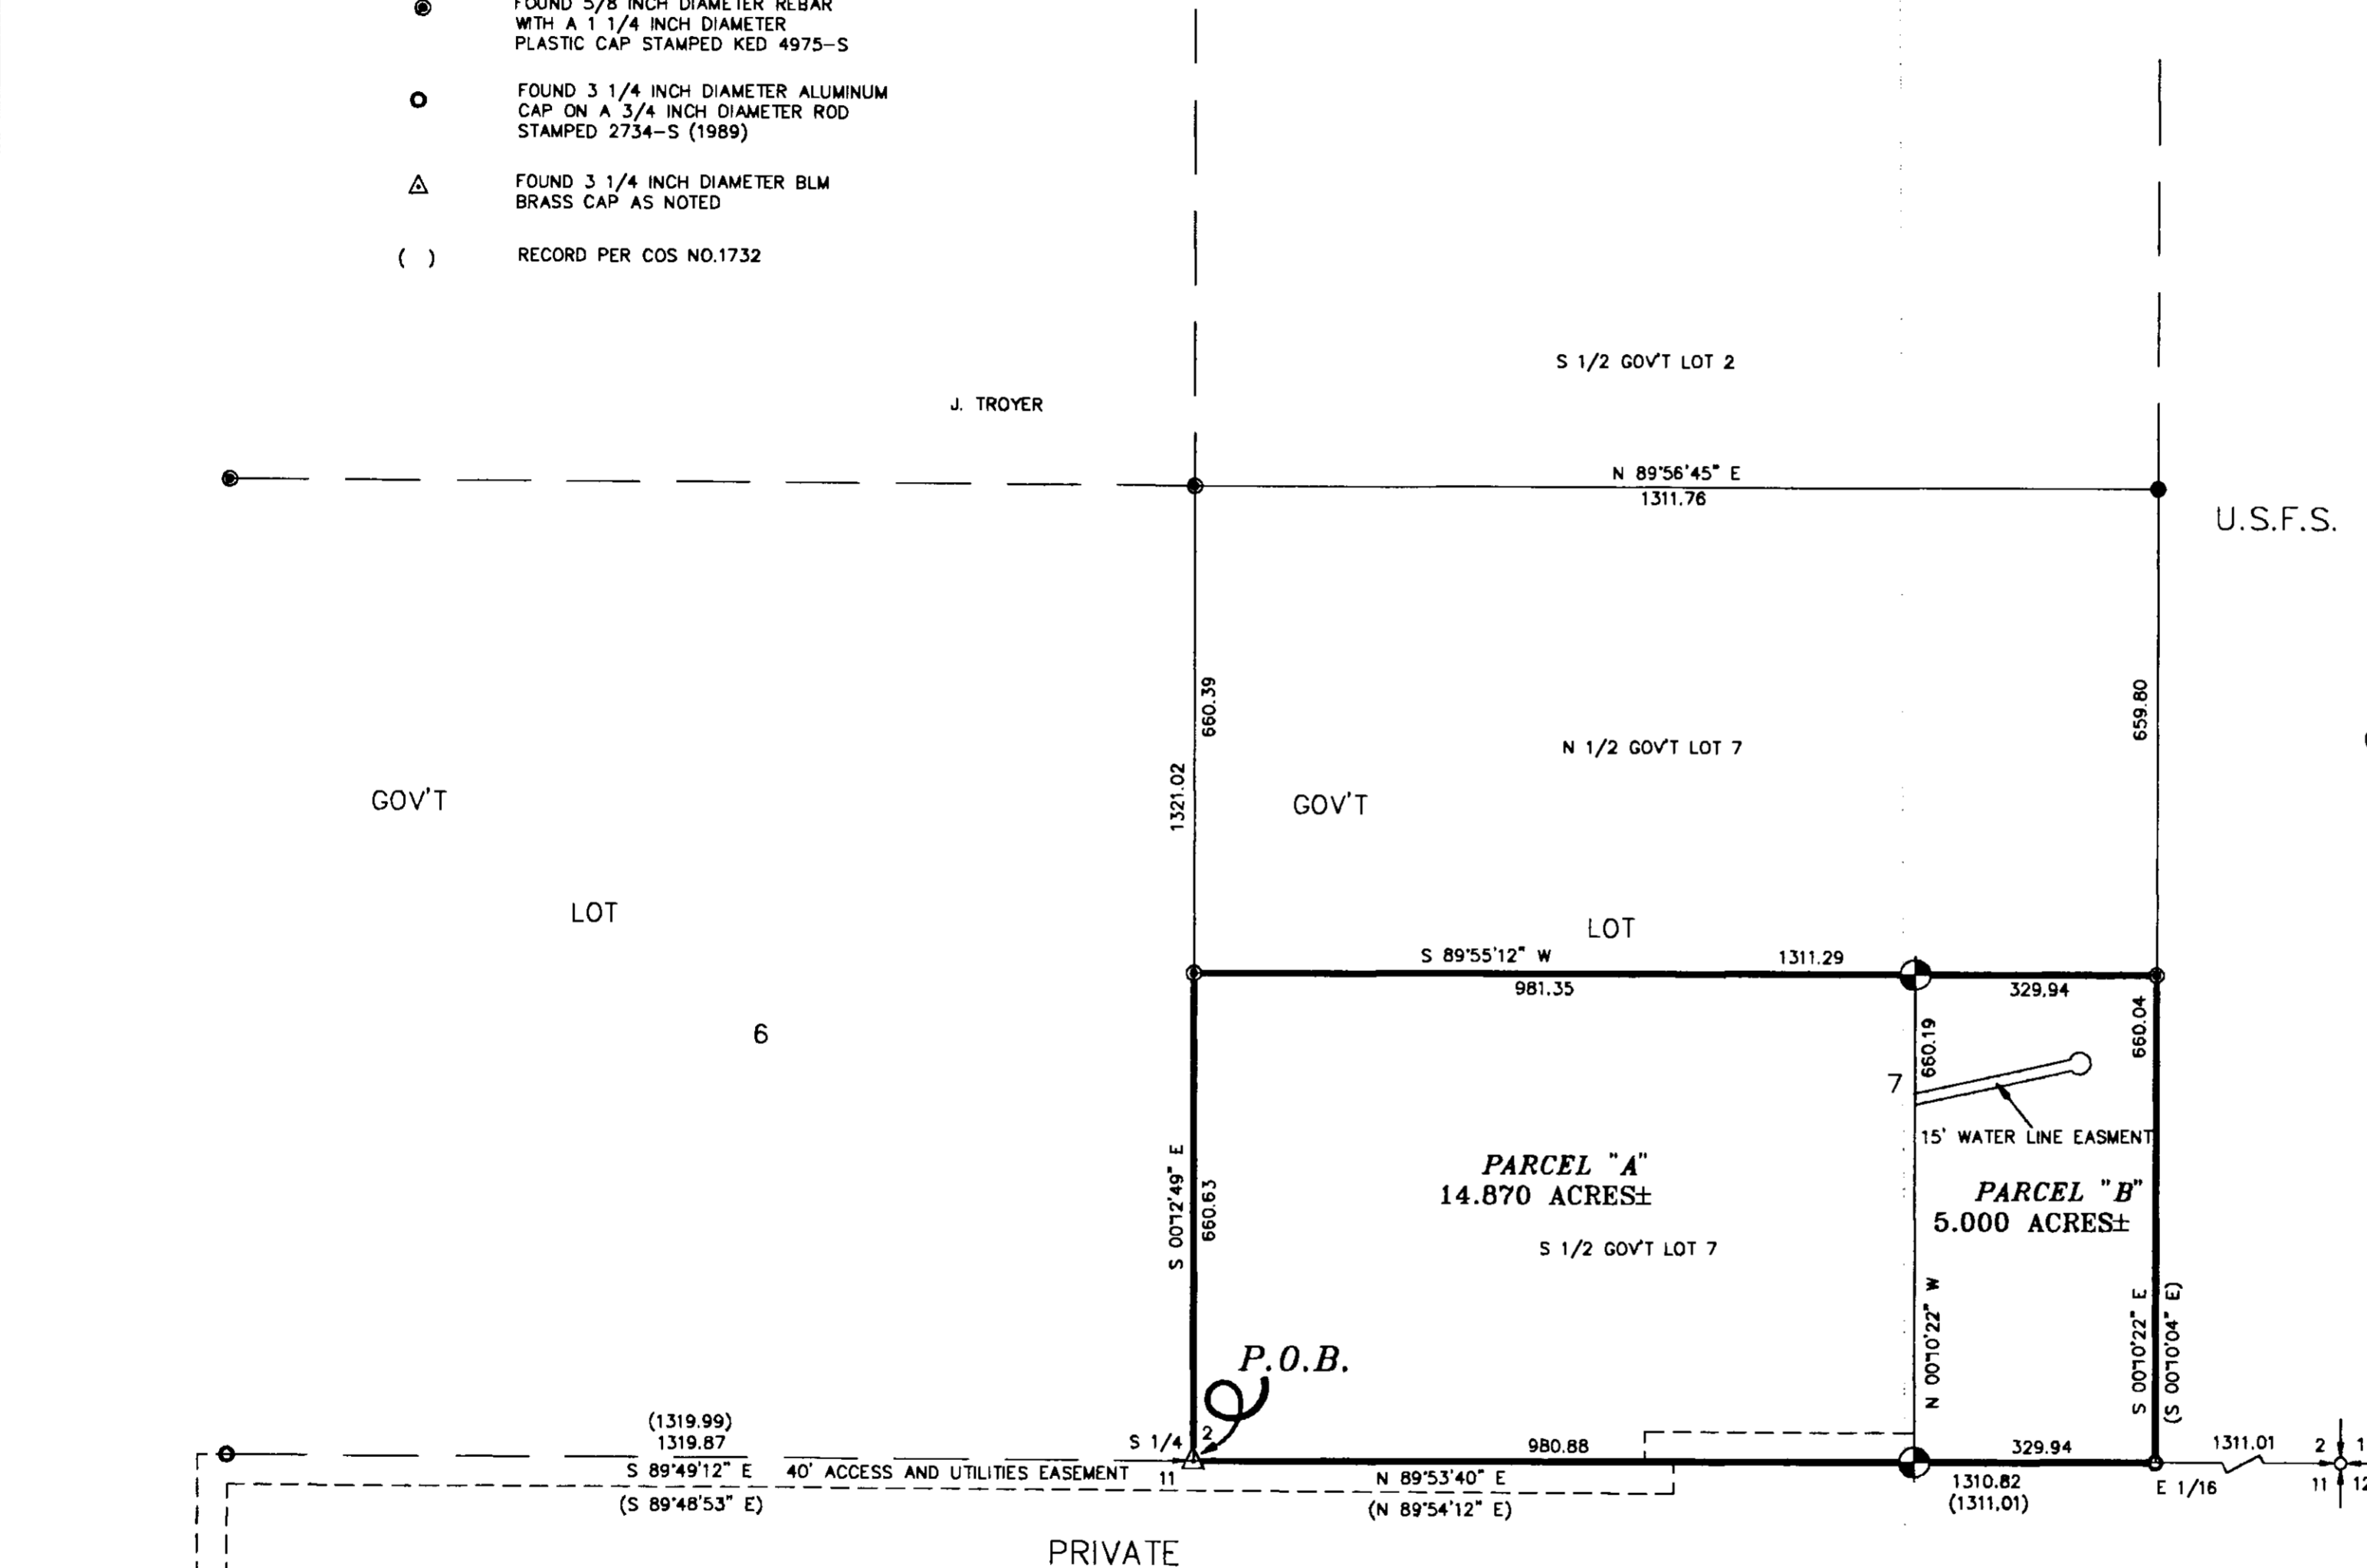 FOUND 5/8 INCH DIAMETER REBAR
WITH A 1 1/4 INCH DIAMETER
PLASTIC CAP STAMPED KED 4975-S
FOUND 3 1/4 INCH DIAMETER ALUMINUM
CAP ON A 3/4 INCH DIAMETER ROD
STAMPED 2734-S (1989)
FOUND 3 1/4 INCH DIAMETER BLM
BRASS CAP AS NOTED
( ) RECORD PER COS NO.1732
S 1/2 GOV'T LOT 2
J. TROYER
N 89°56'45" E
1311.76
U.S.F.S.
660.39
1321.02
659.80
N 1/2 GOV'T LOT 7
GOV'T
GOV'T
LOT
LOT
6
S 89°55'12" W 1311.29
981.35
329.94
660.04
660.19
7
15' WATER LINE EASMENT
PARCEL "A"
14.870 ACRES±
PARCEL "B"
5.000 ACRES±
S 1/2 GOV'T LOT 7
S 00°12'49" E
660.63
N 00°10'22" W
S 00°10'22" E
(S 00°10'04" E)
P.O.B.
(1319.99)
1319.87
S 89°49'12" E
40' ACCESS AND UTILITIES EASEMENT
(S 89°48'53" E)
S 1/4
2
11
980.88
N 89°53'40" E
(N 89°54'12" E)
329.94
1310.82
(1311.01)
E 1/16
1311.01
2 1
11 12
PRIVATE